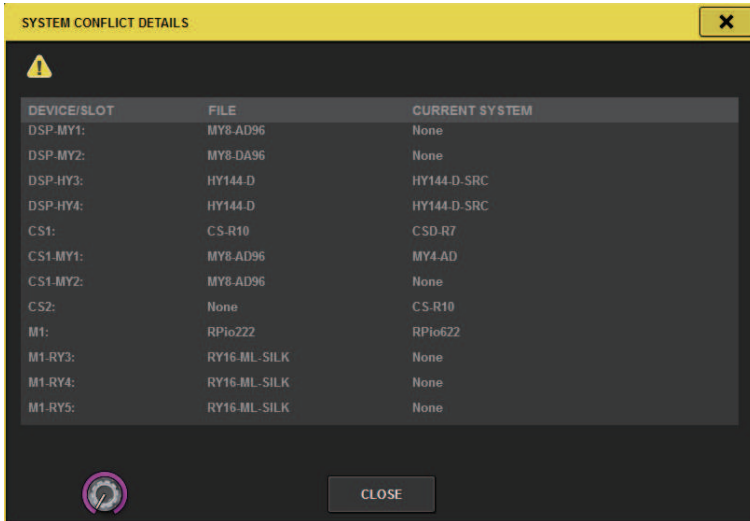 SYSTEM CONFLICT DETAILS
DEVICE/SLOT FILE CURRENT SYSTEM
DSP-MY1: MY8-AD96 None
DSP-MY2: MY8-DA96 None
DSP-HY3: HY144-D HY144-D-SRC
DSP-HY4: HY144-D HY144-D-SRC
CS1: CS-R10 CSD-R7
CS1-MY1: MY8-AD96 MY4-AD
CS1-MY2: MY8-AD96 None
CS2: None CS-R10
M1: RPio222 RPio622
M1-RY3: RY16-ML-SILK None
M1-RY4: RY16-ML-SILK None
M1-RY5: RY16-ML-SILK None
CLOSE